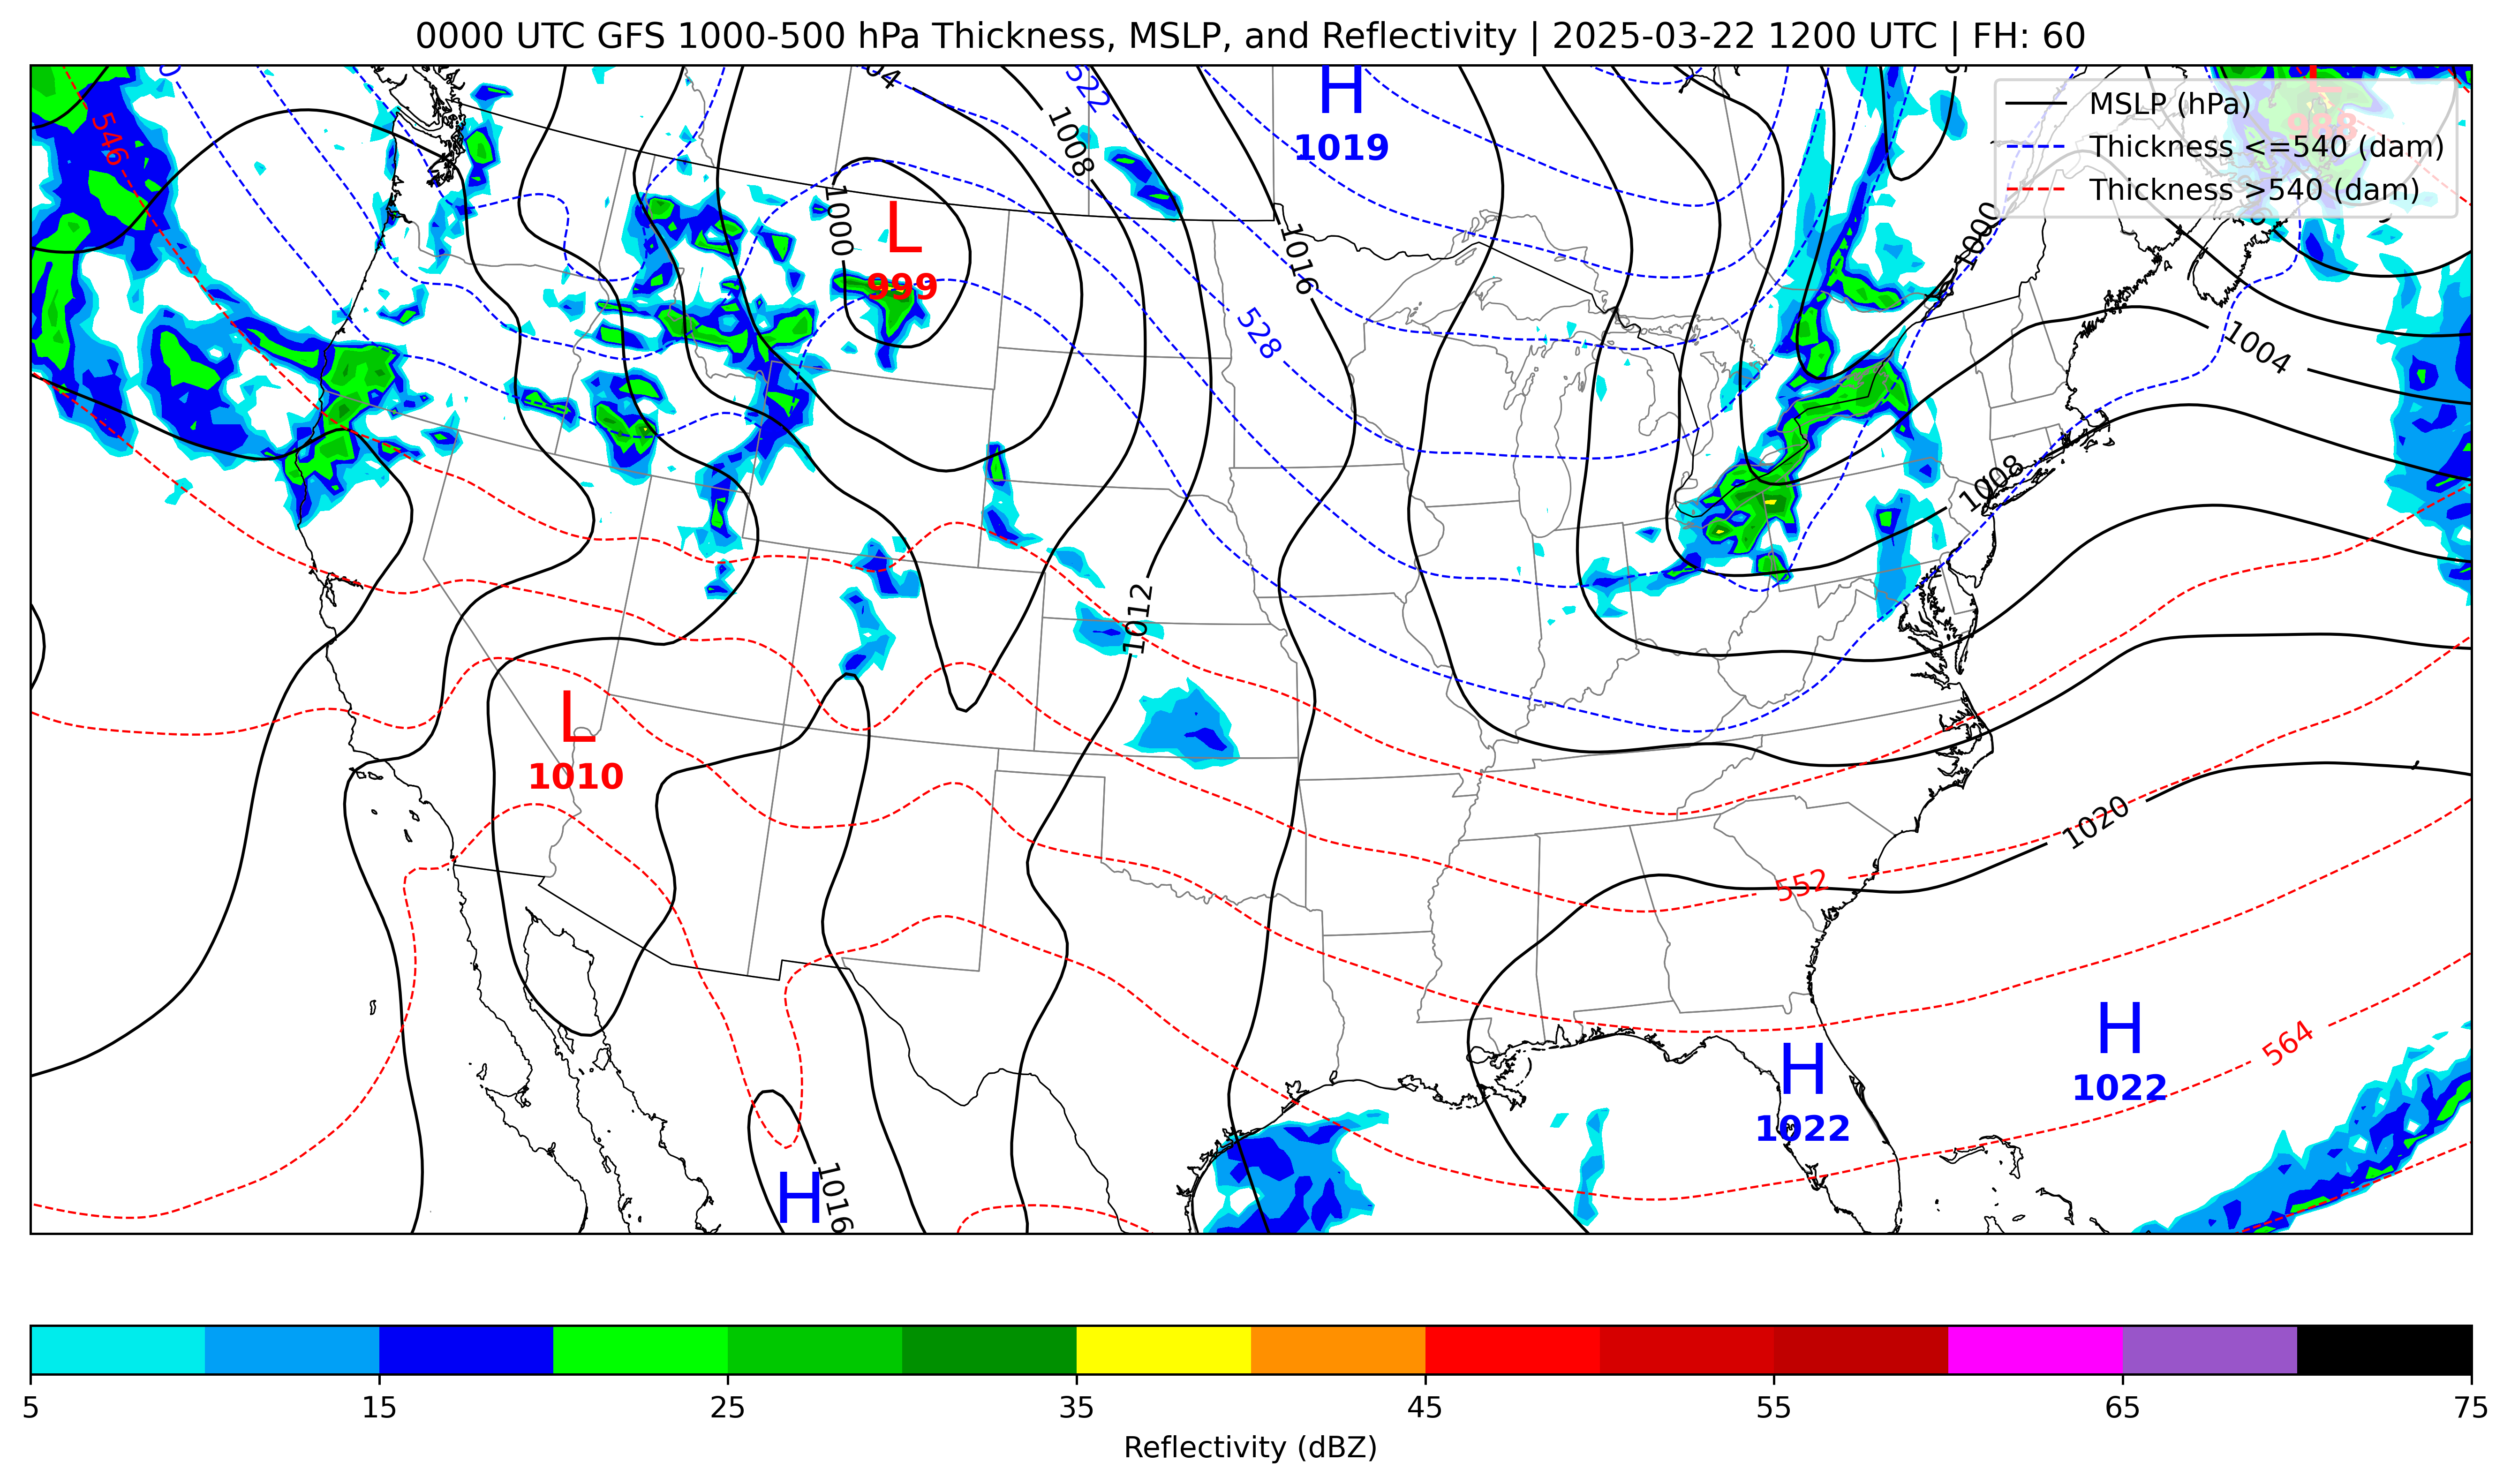 0000 UTC GFS 1000-500 hPa Thickness, MSLP, and Reflectivity | 2025-03-22 1200 UTC | FH: 60
MSLP (hPa)
Thickness <=540 (dam)
Thickness >540 (dam)
L
988
H
1019
522
546
1008
1000
L
999
1016
1000
528
1004
1008
1012
L
1010
1020
552
H
1022
H
1022
564
H
1016
5 15 25 35 45 55 65 75
Reflectivity (dBZ)